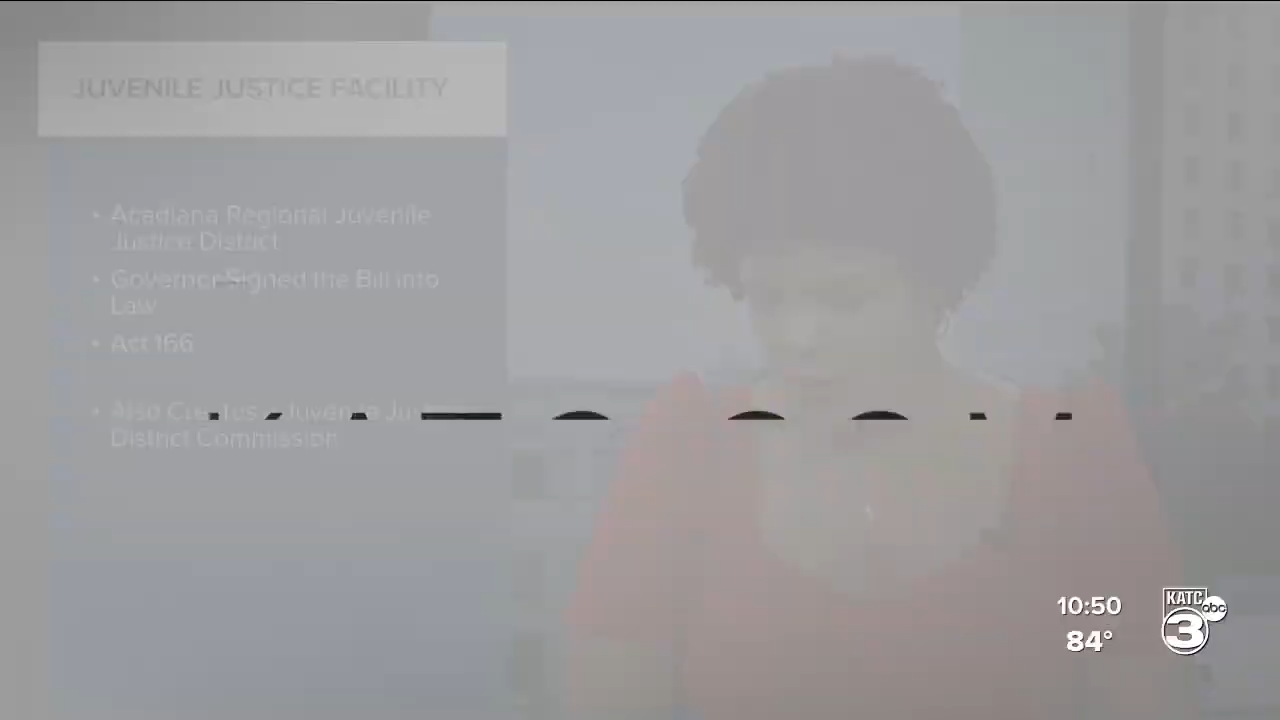 JUVENILE JUSTICE FACILITY
• Acadiana Regional Juvenile
Justice District
• Governor Signed the Bill into
Law
• Act 166
• Also Creates Juvenile
District Commission
10:50
84°
KATC
abc
3